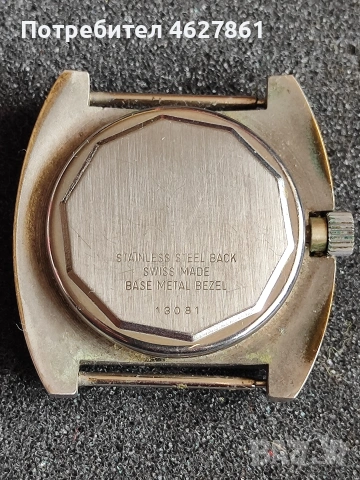 Потребител 4627861
STAINLESS STEEL BACK
SWISS MADE
BASE METAL BEZEL
13081